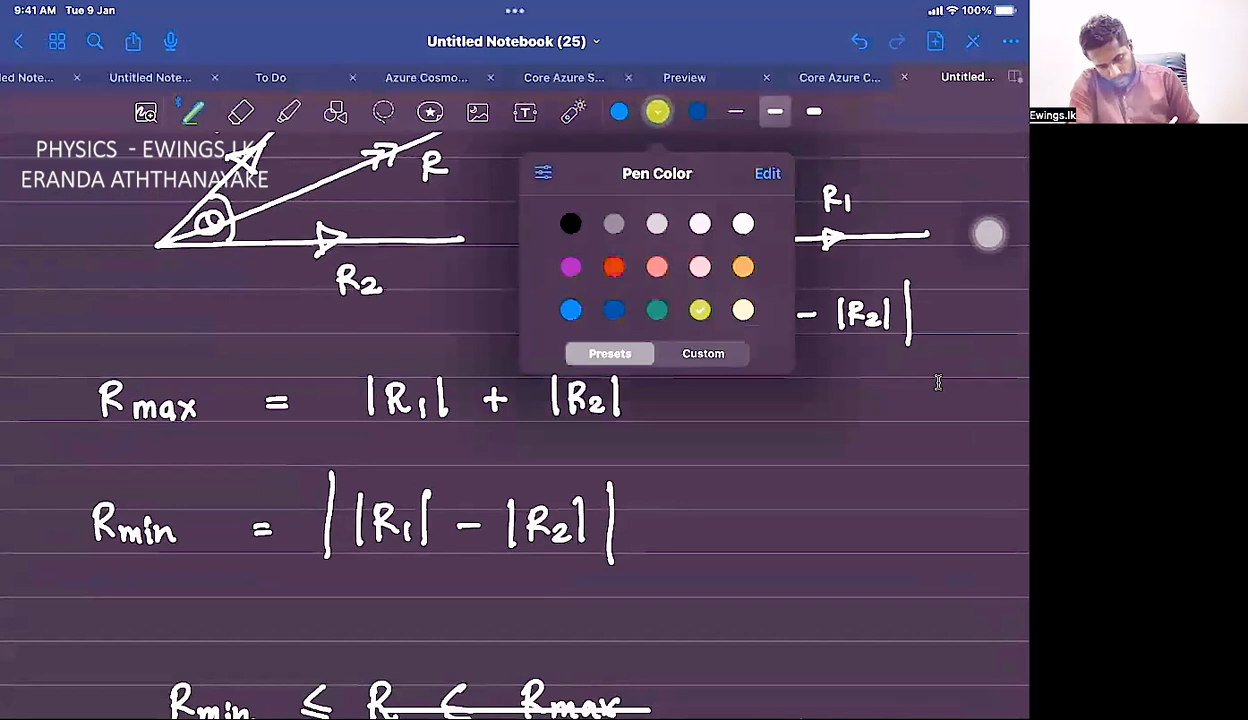 9:41 AM Tue 9 Jan
100%
Untitled Notebook (25)
led Note...
Untitled Note...
To Do
Azure Cosmo...
Core Azure S...
Preview
Core Azure C...
Untitled...
Ewings.lk
PHYSICS - EWINGS.LK
ERANDA ATHTHANAYAKE
R
R2
Pen Color
Edit
Presets
Custom
R1
- |R2| |
Rmax = |R1| + |R2|
Rmin = | |R1| - |R2| |
Rmin ≤ R ≤ Rmax